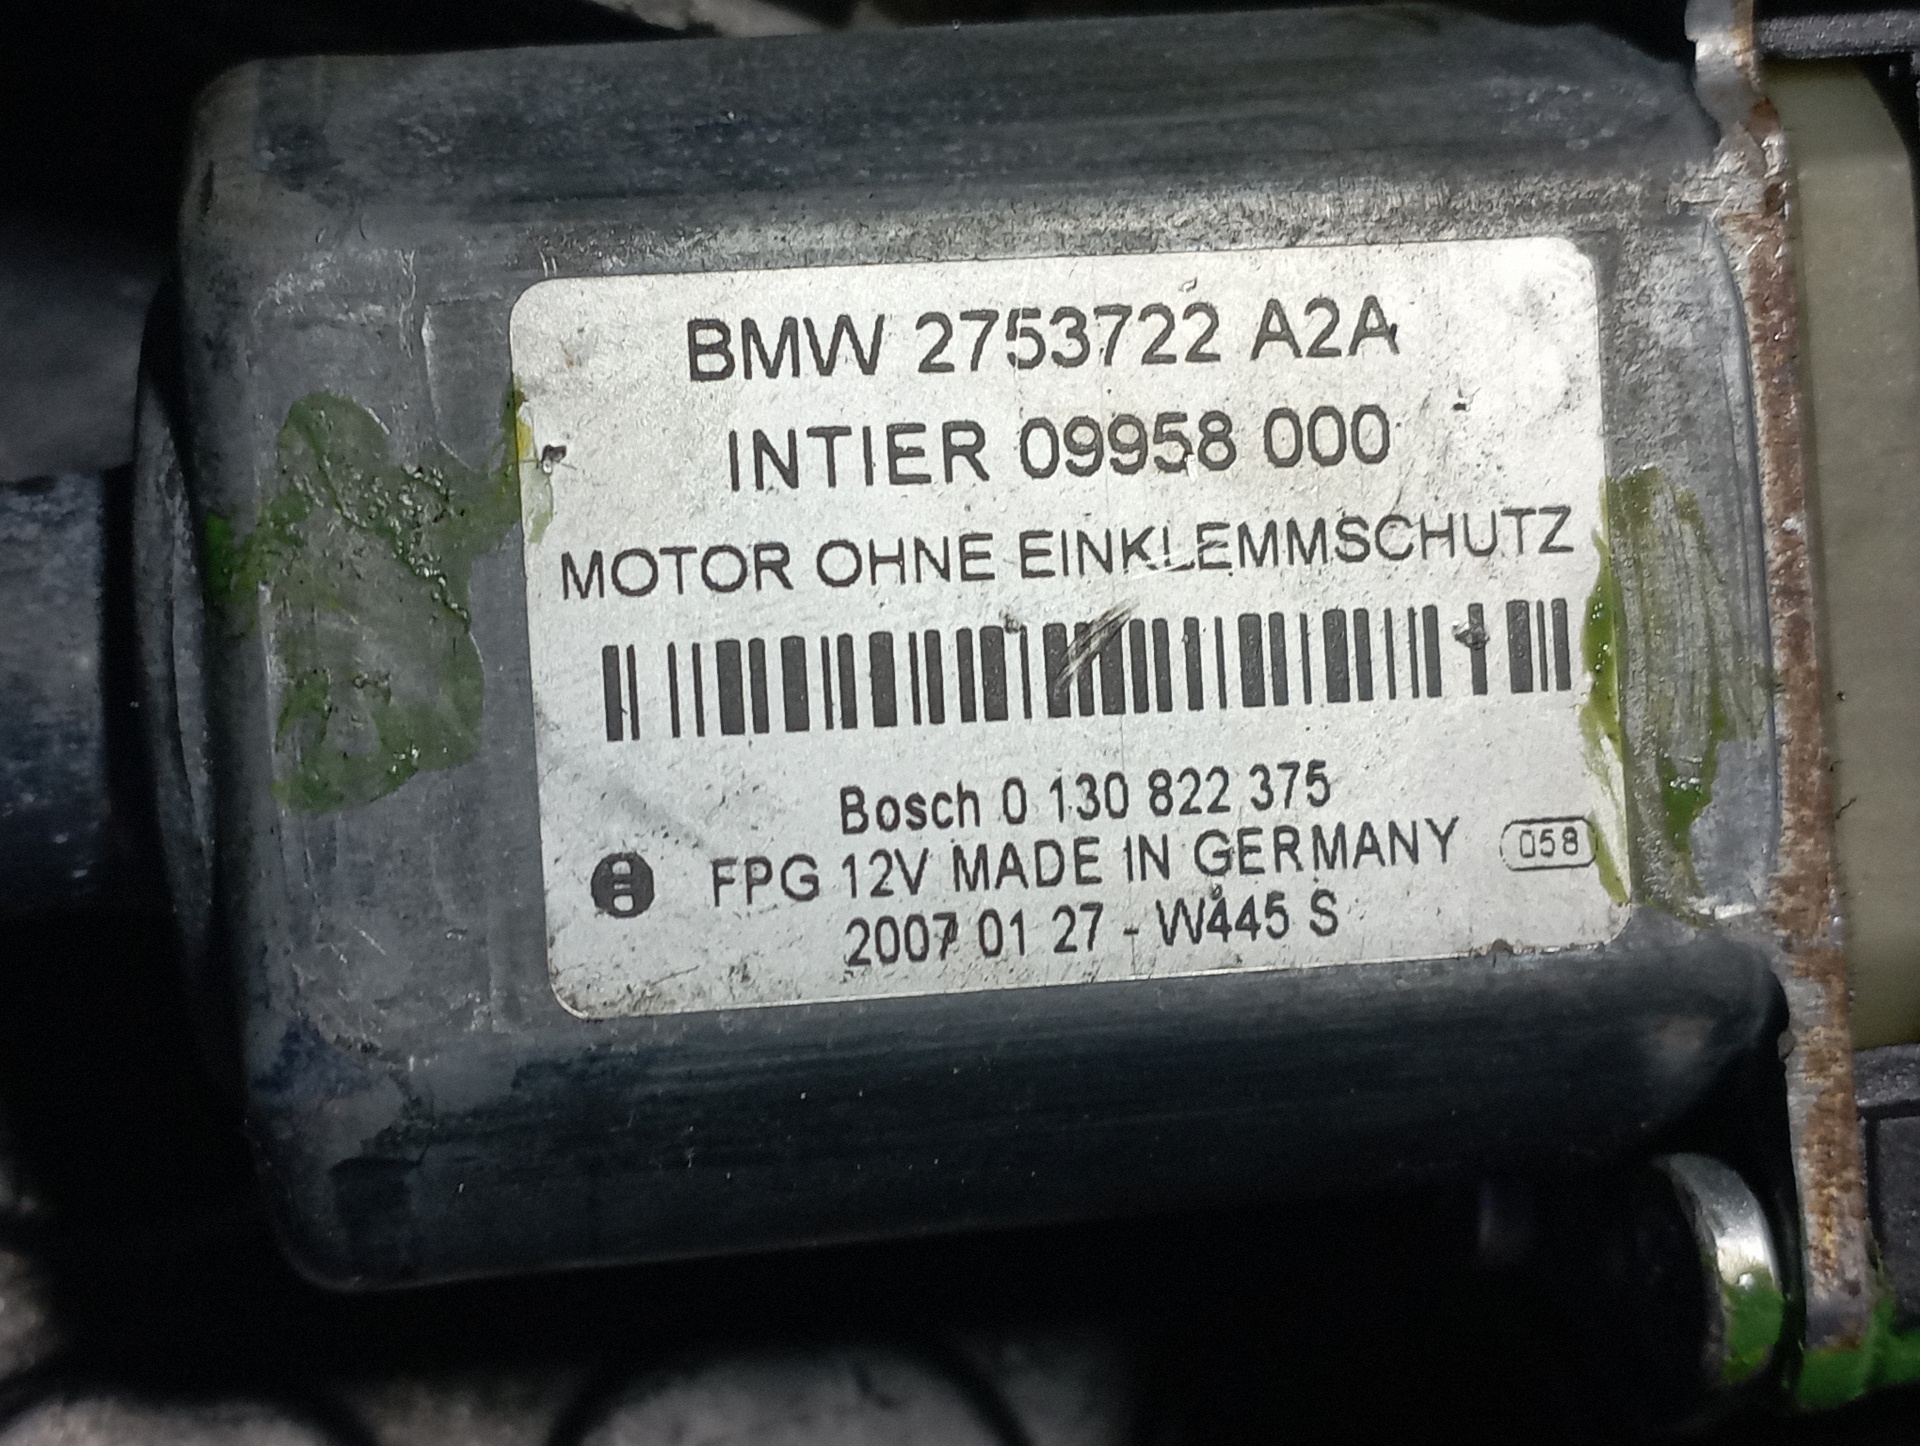 BMW 2753722 A2A
INTIER 09958 000
MOTOR OHNE EINKLEMMSCHUTZ
Bosch 0 130 822 375
FPG 12V MADE IN GERMANY 058
2007 01 27 - W445 S